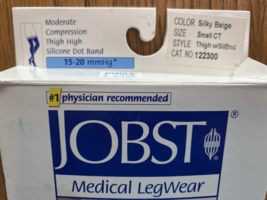 Moderate
Compression
Thigh High
Silicone Dot Band
15-20 mmHg*
COLOR Silky Beige
SIZE Small CT
STYLE Thigh w/SilBnd
CAT. NO. 122300
#1 physician recommended
JOBST®
Medical LegWear